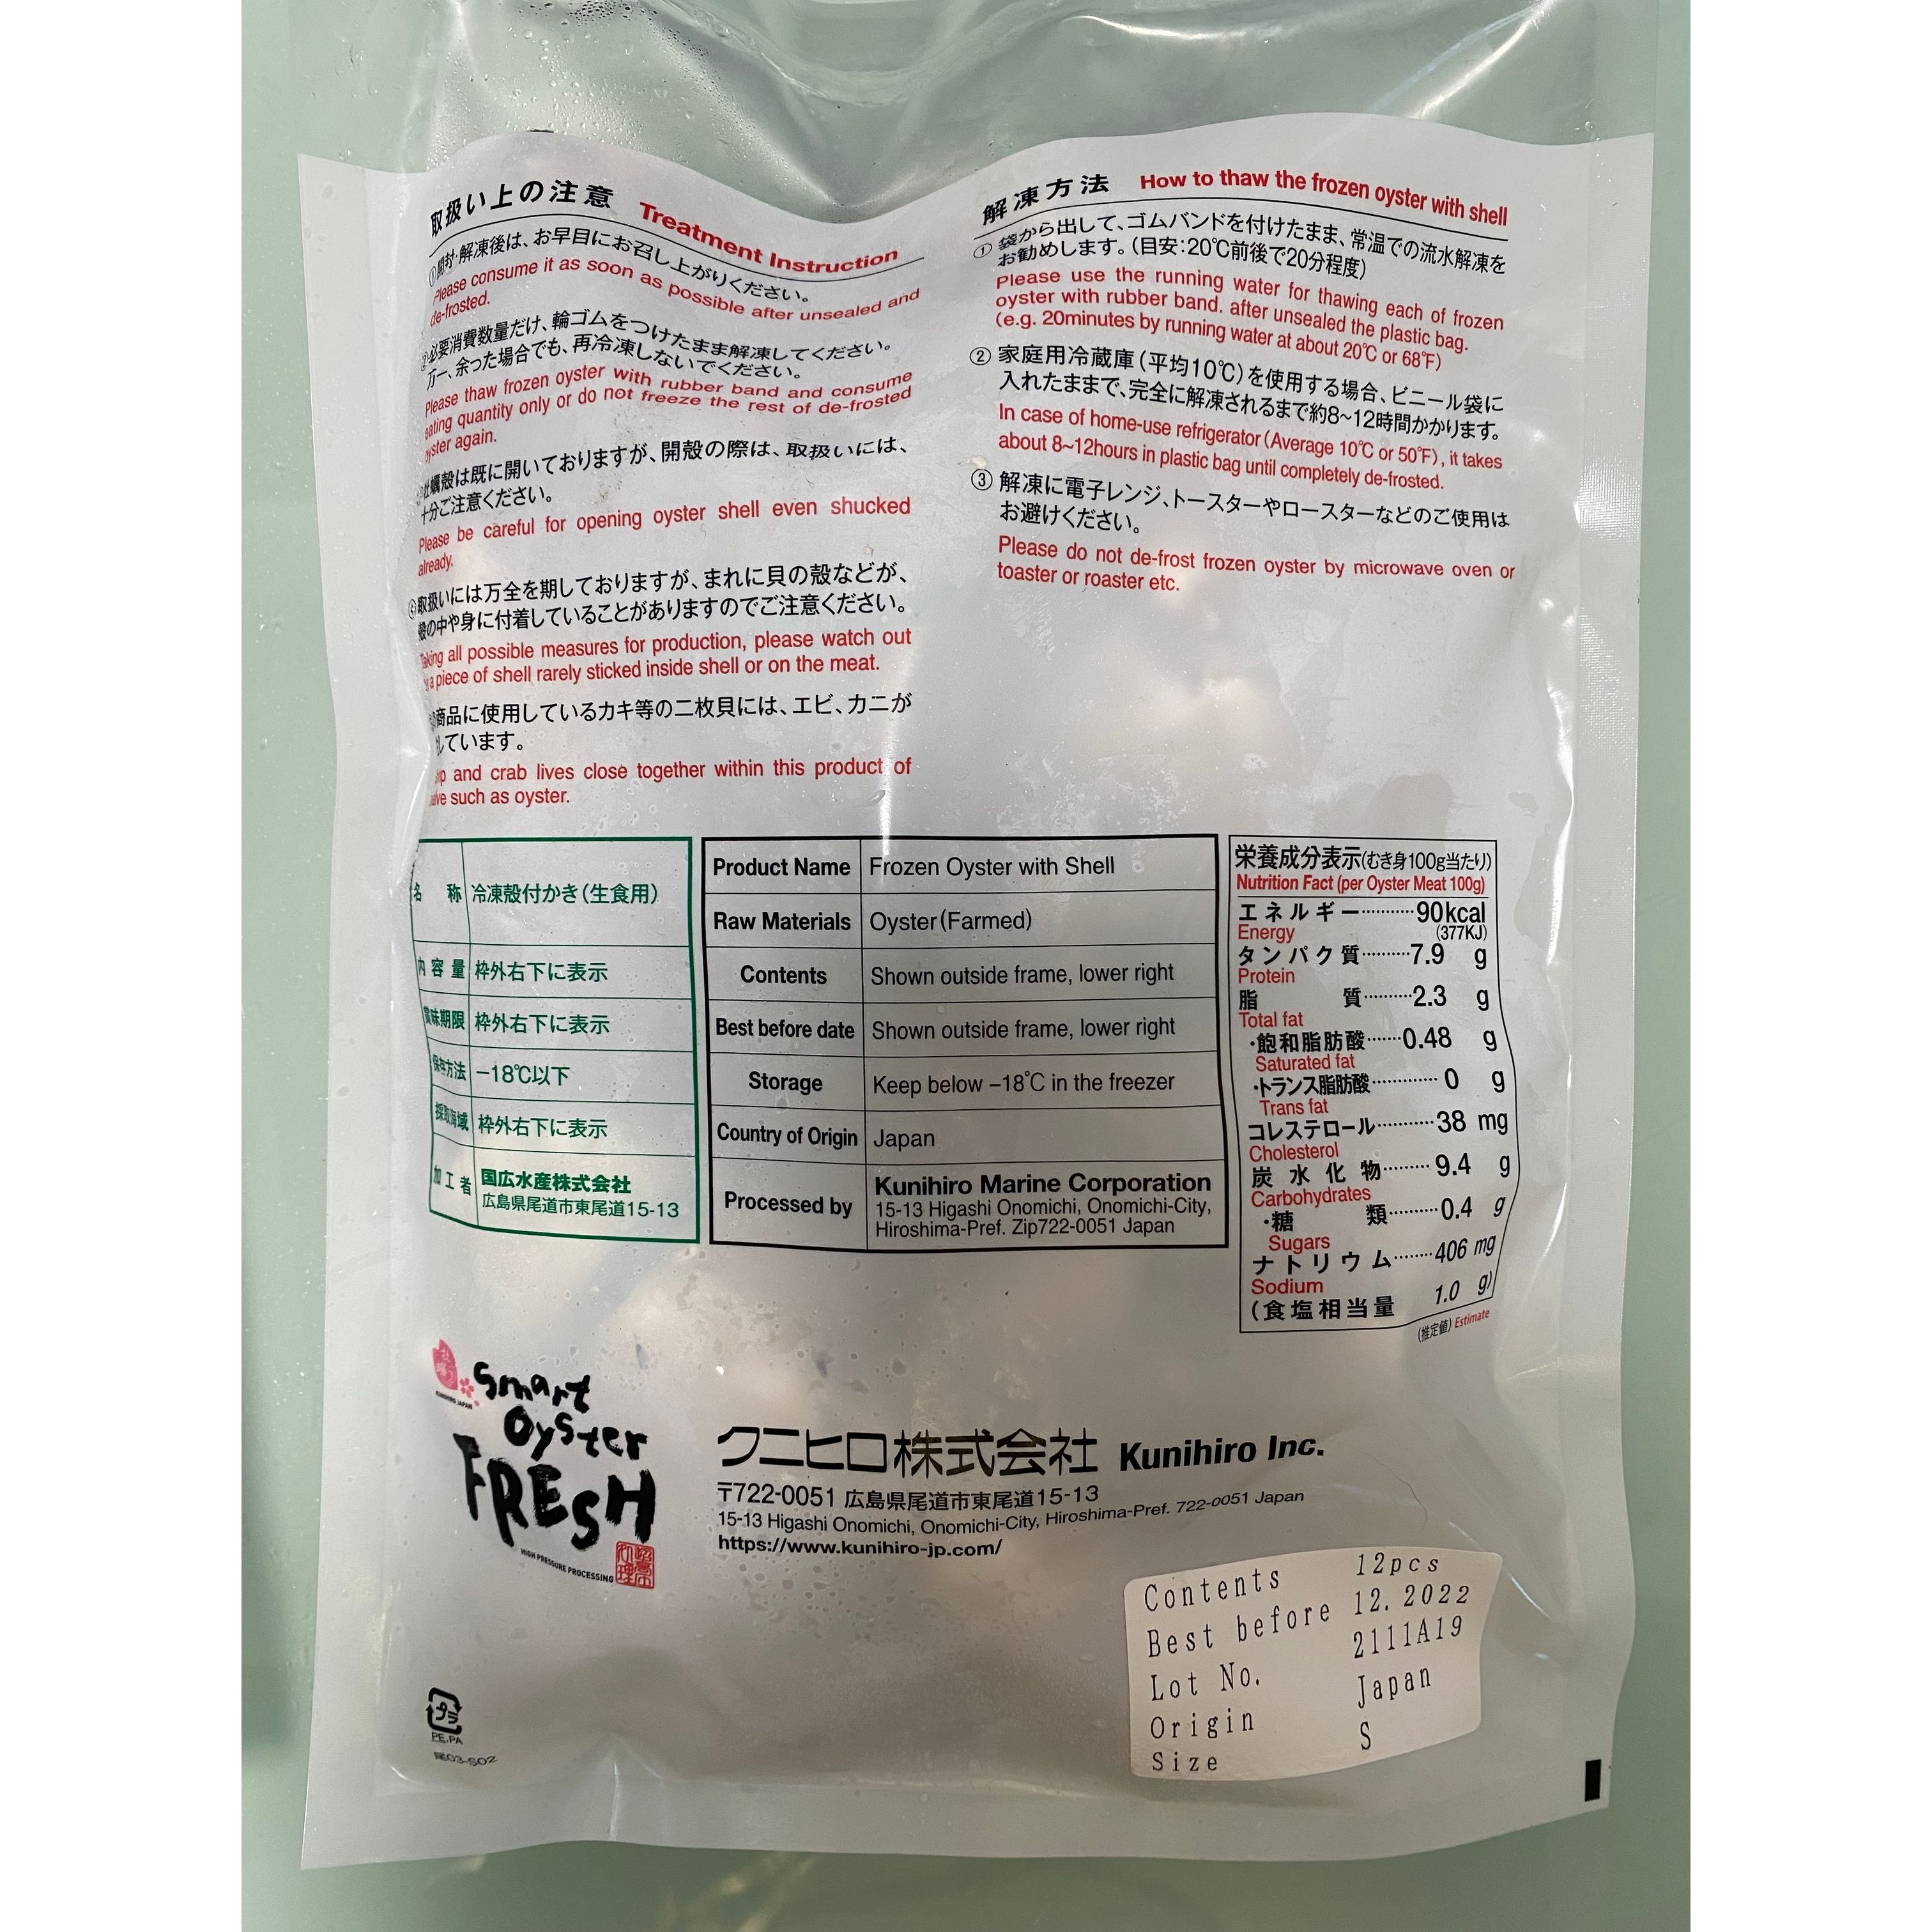 取扱い上の注意 Treatment Instruction
①開封・解凍後は、お早目にお召し上がりください。
Please consume it as soon as possible after unsealed and
de-frosted.
必要消費数量だけ、輪ゴムをつけたまま解凍してください。
万一、余った場合でも、再冷凍しないでください。
Please thaw frozen oyster with rubber band and consume
eating quantity only or do not freeze the rest of de-frosted
oyster again.
牡蠣殻は既に開いておりますが、開殻の際は、取扱いには、
十分ご注意ください。
Please be careful for opening oyster shell even shucked
already.
④取扱いには万全を期しておりますが、まれに貝の殻などが、
殻の中や身に付着していることがありますのでご注意ください。
Taking all possible measures for production, please watch out
a piece of shell rarely sticked inside shell or on the meat.
商品に使用しているカキ等の二枚貝には、エビ、カニが
しています。
and crab lives close together within this product of
such as oyster.
解凍方法 How to thaw the frozen oyster with shell
① 袋から出して、ゴムバンドを付けたまま、常温での流水解凍を
お勧めします。(目安:20℃前後で20分程度)
Please use the running water for thawing each of frozen
oyster with rubber band. after unsealed the plastic bag.
(e.g. 20minutes by running water at about 20℃ or 68℉)
② 家庭用冷蔵庫(平均10℃)を使用する場合、ビニール袋に
入れたままで、完全に解凍されるまで約8~12時間かかります。
In case of home-use refrigerator(Average 10℃ or 50℉), it takes
about 8~12hours in plastic bag until completely de-frosted.
③ 解凍に電子レンジ、トースターやロースターなどのご使用は
お避けください。
Please do not de-frost frozen oyster by microwave oven or
toaster or roaster etc.
名 称 冷凍殻付かき(生食用)
内容量 枠外右下に表示
賞味期限 枠外右下に表示
保存方法 −18℃以下
採取海域 枠外右下に表示
加工者 国広水産株式会社
広島県尾道市東尾道15-13
Product Name Frozen Oyster with Shell
Raw Materials Oyster(Farmed)
Contents Shown outside frame, lower right
Best before date Shown outside frame, lower right
Storage Keep below −18℃ in the freezer
Country of Origin Japan
Processed by Kunihiro Marine Corporation
15-13 Higashi Onomichi, Onomichi-City,
Hiroshima-Pref. Zip722-0051 Japan
栄養成分表示(むき身100g当たり)
Nutrition Fact (per Oyster Meat 100g)
エネルギー…………90kcal
Energy (377KJ)
タンパク質………7.9 g
Protein
脂 質………2.3 g
Total fat
・飽和脂肪酸……0.48 g
Saturated fat
・トランス脂肪酸………… 0 g
Trans fat
コレステロール………38 mg
Cholesterol
炭水化物………9.4 g
Carbohydrates
・糖 類………0.4 g
Sugars
ナトリウム………406 mg
Sodium
(食塩相当量 1.0 g)
(推定値)Estimate
KUNIHIRO JAPAN
smart
oyster
FRESH
HIGH PRESSURE PROCESSING
超高圧
処理
クニヒロ株式会社 Kunihiro Inc.
〒722-0051 広島県尾道市東尾道15-13
15-13 Higashi Onomichi, Onomichi-City, Hiroshima-Pref. 722-0051 Japan
https://www.kunihiro-jp.com/
Contents 12pcs
Best before 12.2022
Lot No. 2111A19
Origin Japan
Size S
プラ
PE.PA
尾03-S02